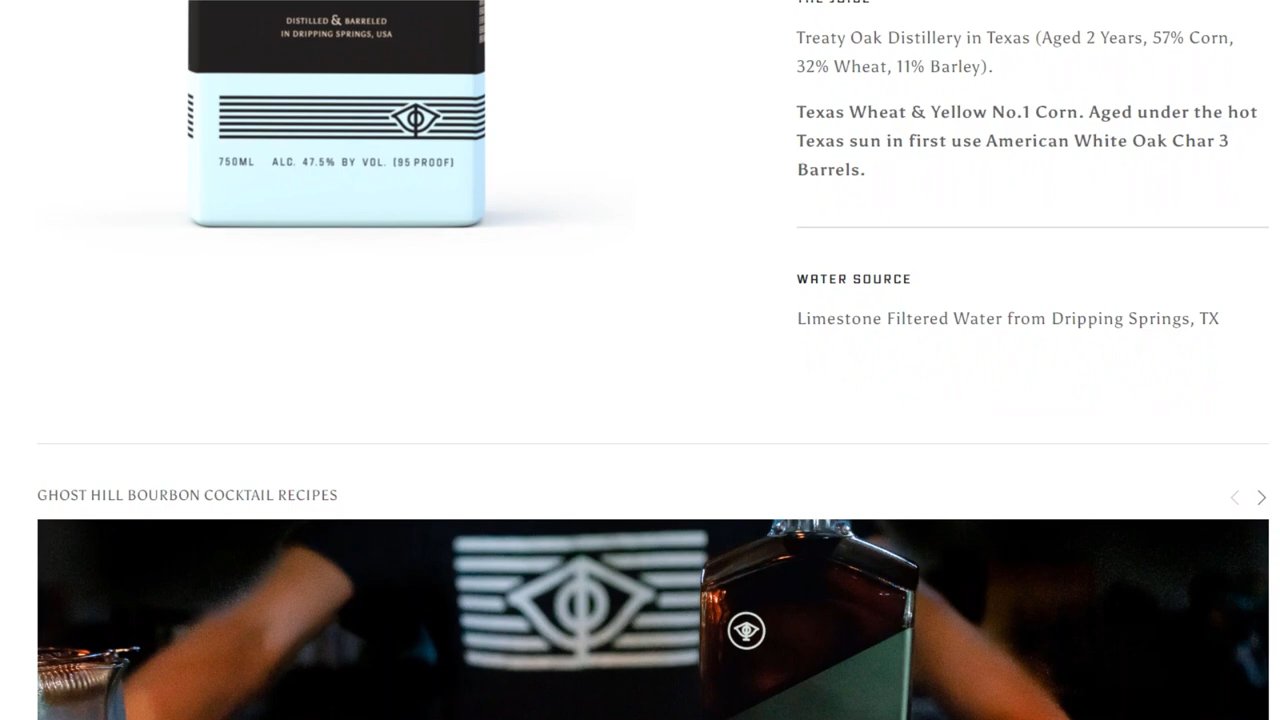 DISTILLED & BARRELED
IN DRIPPING SPRINGS, USA
750ML ALC. 47.5% BY VOL. (95 PROOF)
THE JUICE
Treaty Oak Distillery in Texas (Aged 2 Years, 57% Corn,
32% Wheat, 11% Barley).
Texas Wheat & Yellow No.1 Corn. Aged under the hot
Texas sun in first use American White Oak Char 3
Barrels.
WATER SOURCE
Limestone Filtered Water from Dripping Springs, TX
GHOST HILL BOURBON COCKTAIL RECIPES